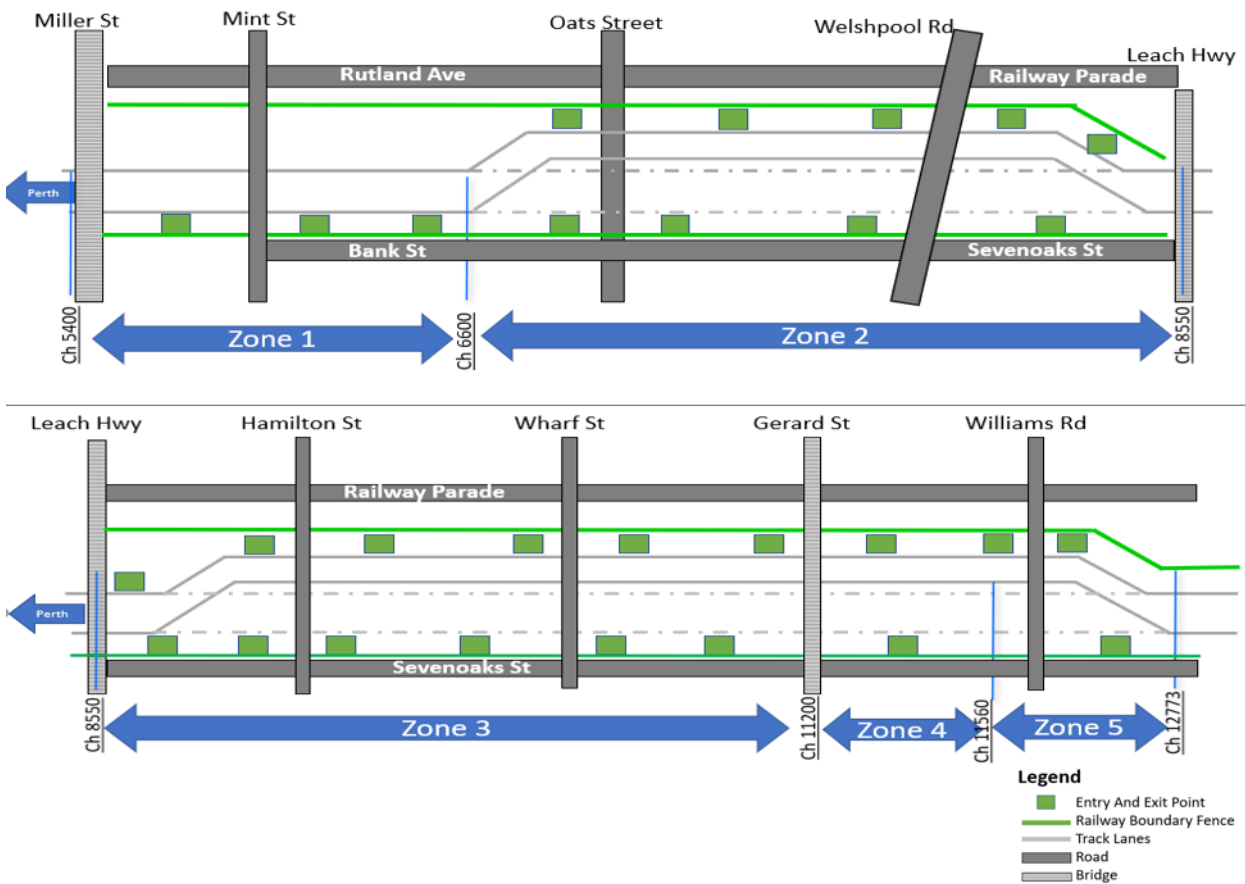 Miller St
Mint St
Oats Street
Welshpool Rd
Leach Hwy
Rutland Ave
Railway Parade
Perth
Bank St
Sevenoaks St
Ch 5400
Zone 1
Ch 6600
Zone 2
Ch 8550
Leach Hwy
Hamilton St
Wharf St
Gerard St
Williams Rd
Railway Parade
Perth
Sevenoaks St
Ch 8550
Zone 3
Ch 11200
Zone 4
Ch 11560
Zone 5
Ch 12773
Legend
Entry And Exit Point
Railway Boundary Fence
Track Lanes
Road
Bridge